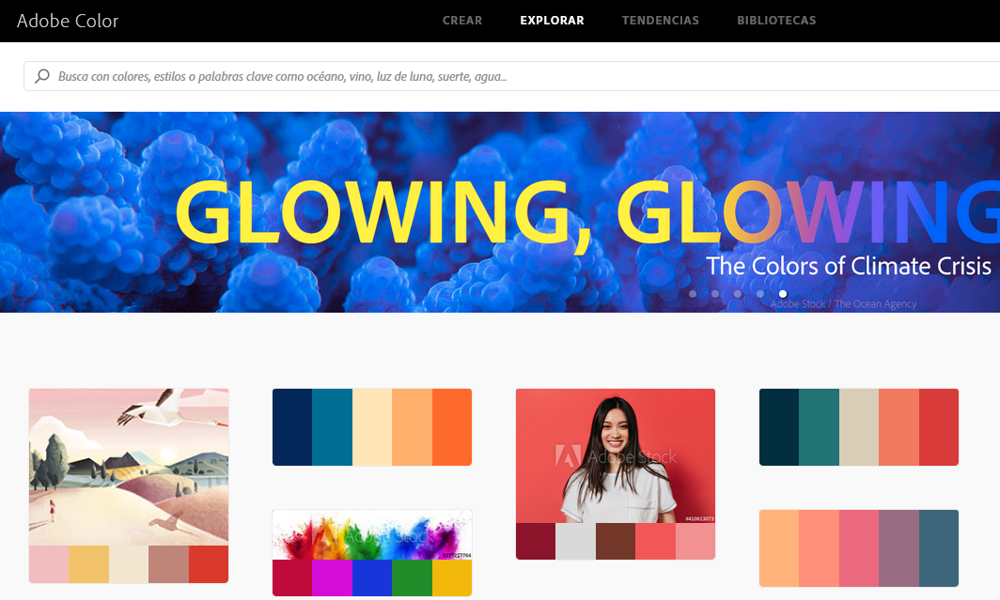 Adobe Color
CREAR EXPLORAR TENDENCIAS BIBLIOTECAS
Busca con colores, estilos o palabras clave como océano, vino, luz de luna, suerte, agua...
GLOWING, GLOWING
The Colors of Climate Crisis
Adobe Stock / The Ocean Agency
Adobe Stock
#410613073
Adobe Stock